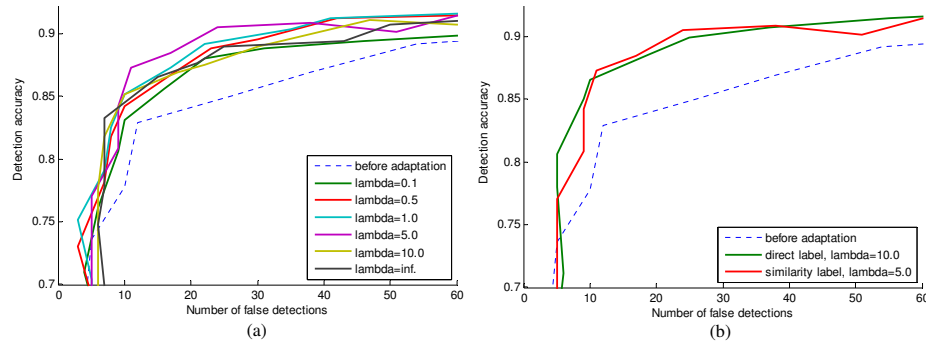 0.9
0.85
0.8
0.75
0.7
Detection accuracy
0 10 20 30 40 50 60
Number of false detections
before adaptation
lambda=0.1
lambda=0.5
lambda=1.0
lambda=5.0
lambda=10.0
lambda=inf.
(a)
0.9
0.85
0.8
0.75
0.7
Detection accuracy
0 10 20 30 40 50 60
Number of false detections
before adaptation
direct label, lambda=10.0
similarity label, lambda=5.0
(b)